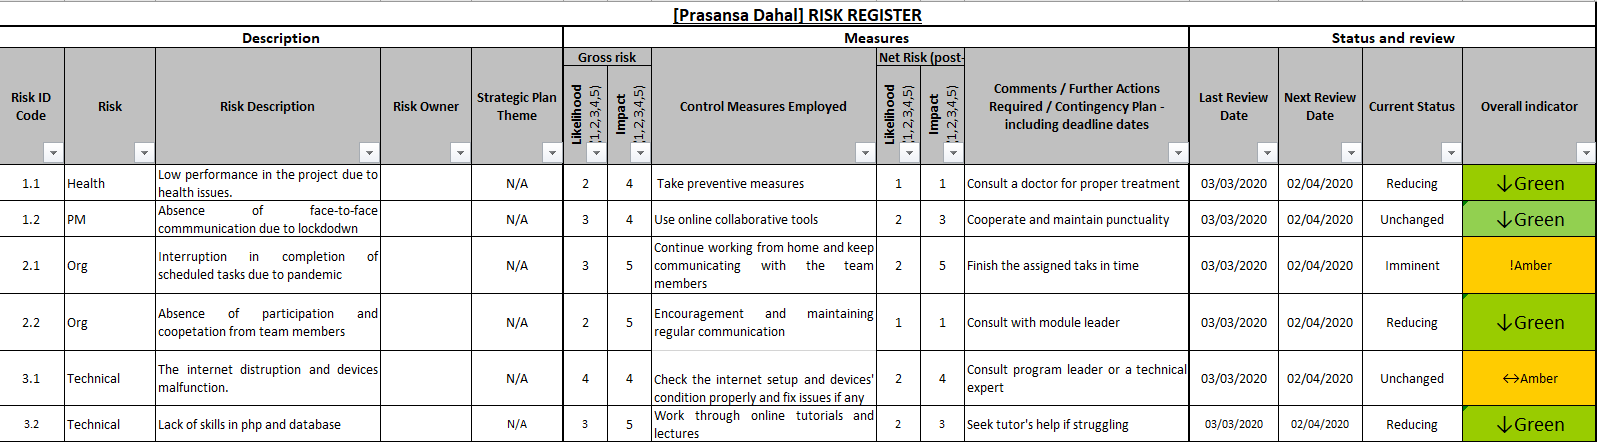 [Prasansa Dahal] RISK REGISTER
Description Measures Status and review
Gross risk Net Risk (post-
Risk ID Code Risk Risk Description Risk Owner Strategic Plan Theme Likelihood (1,2,3,4,5) Impact (1,2,3,4,5) Control Measures Employed Likelihood (1,2,3,4,5) Impact (1,2,3,4,5) Comments / Further Actions Required / Contingency Plan - including deadline dates Last Review Date Next Review Date Current Status Overall indicator
1.1 Health Low performance in the project due to health issues. N/A 2 4 Take preventive measures 1 1 Consult a doctor for proper treatment 03/03/2020 02/04/2020 Reducing ↓Green
1.2 PM Absence of face-to-face commmunication due to lockdodwn N/A 3 4 Use online collaborative tools 2 3 Cooperate and maintain punctuality 03/03/2020 02/04/2020 Unchanged ↓Green
2.1 Org Interruption in completion of scheduled tasks due to pandemic N/A 3 5 Continue working from home and keep communicating with the team members 2 5 Finish the assigned taks in time 03/03/2020 02/04/2020 Imminent !Amber
2.2 Org Absence of participation and coopetation from team members N/A 2 5 Encouragement and maintaining regular communication 1 1 Consult with module leader 03/03/2020 02/04/2020 Reducing ↓Green
3.1 Technical The internet distruption and devices malfunction. N/A 4 4 Check the internet setup and devices' condition properly and fix issues if any 2 4 Consult program leader or a technical expert 03/03/2020 02/04/2020 Unchanged ↔Amber
3.2 Technical Lack of skills in php and database N/A 3 5 Work through online tutorials and lectures 2 3 Seek tutor's help if struggling 03/03/2020 02/04/2020 Reducing ↓Green